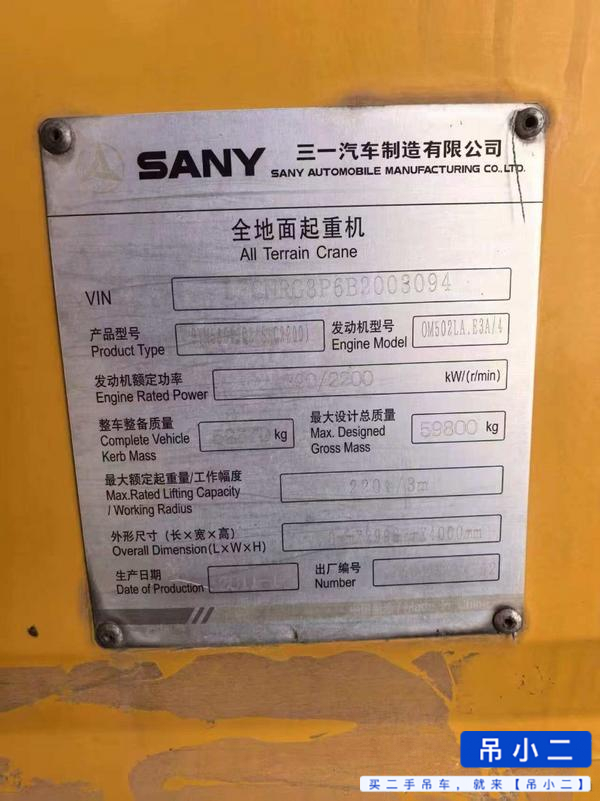 SANY 三一汽车制造有限公司
SANY AUTOMOBILE MANUFACTURING CO.,LTD.
全地面起重机
All Terrain Crane
VIN
产品型号
Product Type
发动机型号
Engine Model
OM502LA.E3A/4
发动机额定功率
Engine Rated Power
/2200
kW/(r/min)
整车整备质量
Complete Vehicle
Kerb Mass
kg
最大设计总质量
Max. Designed
Gross Mass
59800 kg
最大额定起重量/工作幅度
Max.Rated Lifting Capacity
/ Working Radius
220t/3m
外形尺寸(长×宽×高)
Overall Dimension(L×W×H)
生产日期
Date of Production
出厂编号
Number
吊小二
买二手吊车,就来【吊小二】